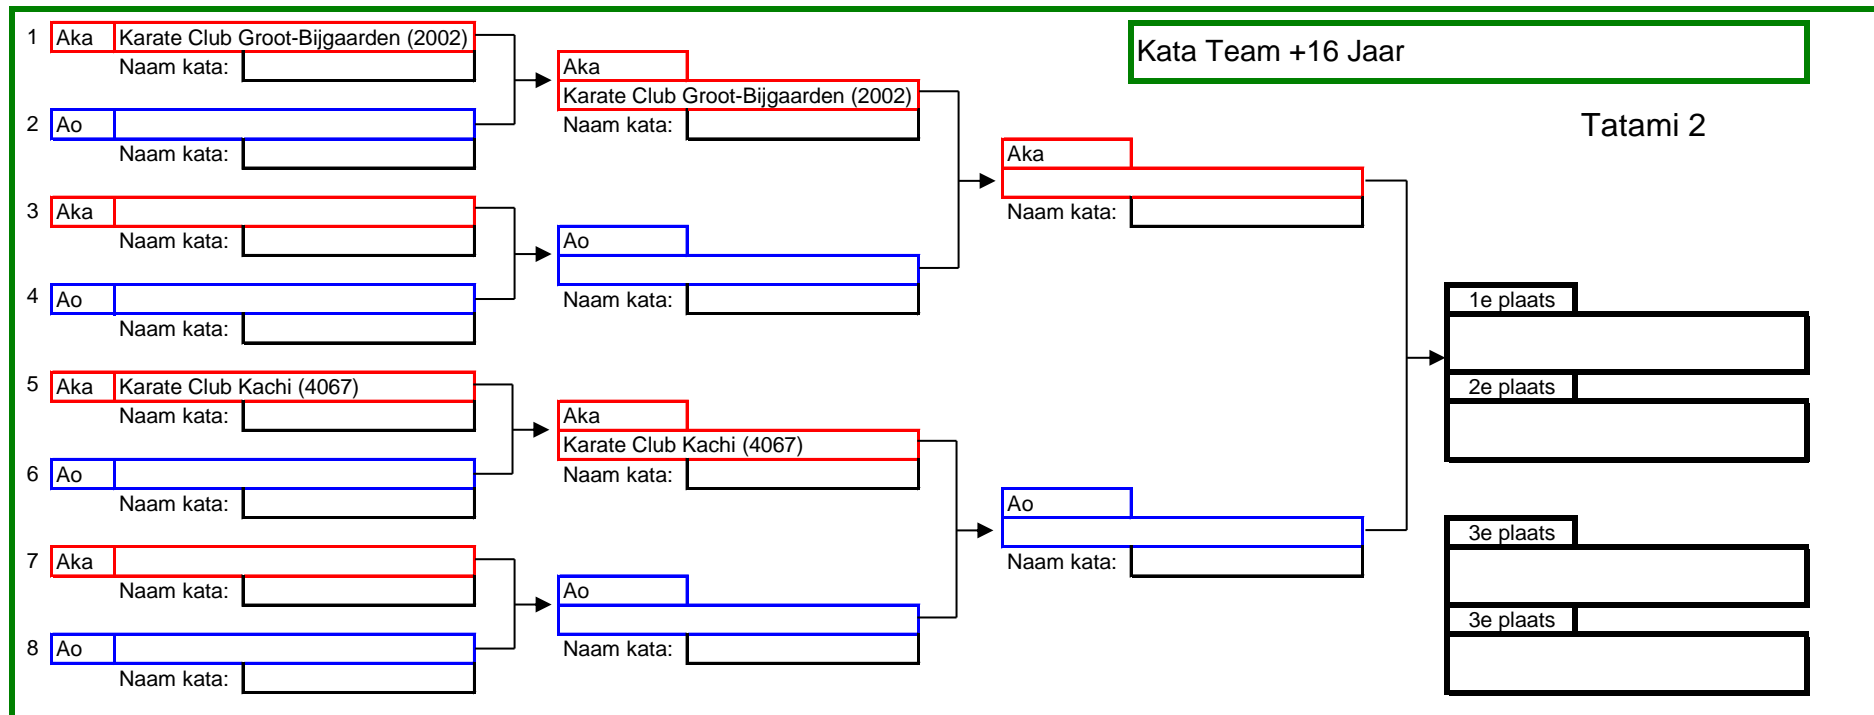 1 Aka Karate Club Groot-Bijgaarden (2002)
Naam kata:
2 Ao
Naam kata:
3 Aka
Naam kata:
4 Ao
Naam kata:
5 Aka Karate Club Kachi (4067)
Naam kata:
6 Ao
Naam kata:
7 Aka
Naam kata:
8 Ao
Naam kata:
Aka
Karate Club Groot-Bijgaarden (2002)
Naam kata:
Ao
Naam kata:
Aka
Karate Club Kachi (4067)
Naam kata:
Ao
Naam kata:
Aka
Naam kata:
Ao
Naam kata:
Kata Team +16 Jaar
Tatami 2
1e plaats
2e plaats
3e plaats
3e plaats